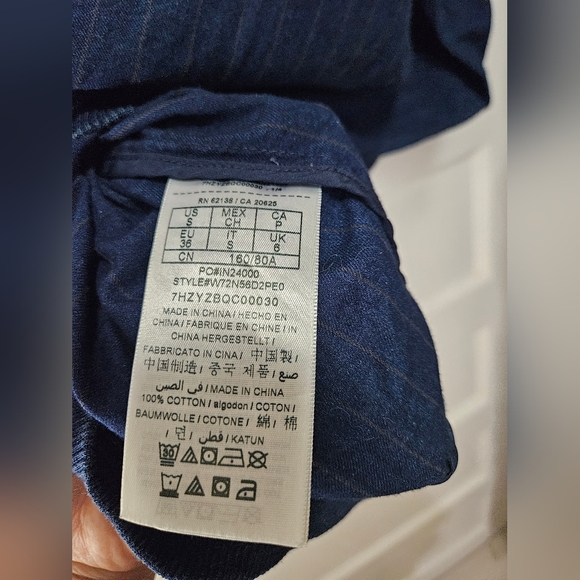 RN 62136 / CA 20625
US MEX CA
S CH P
EU IT UK
36 S 6
CN 160/80A
PO#IN24000
STYLE#W72N56D2PE0
7HZYZBQC00030
MADE IN CHINA / HECHO EN
CHINA / FABRIQUE EN CHINE / IN
CHINA HERGESTELLT /
FABBRICATO IN CINA / 中国製 /
中国制造 / 중국 제품 / صنع
في الصين / MADE IN CHINA
100% COTTON / algodon / COTON /
BAUMWOLLE / COTONE / 綿 / 棉
/ 면 / قطن / KATUN